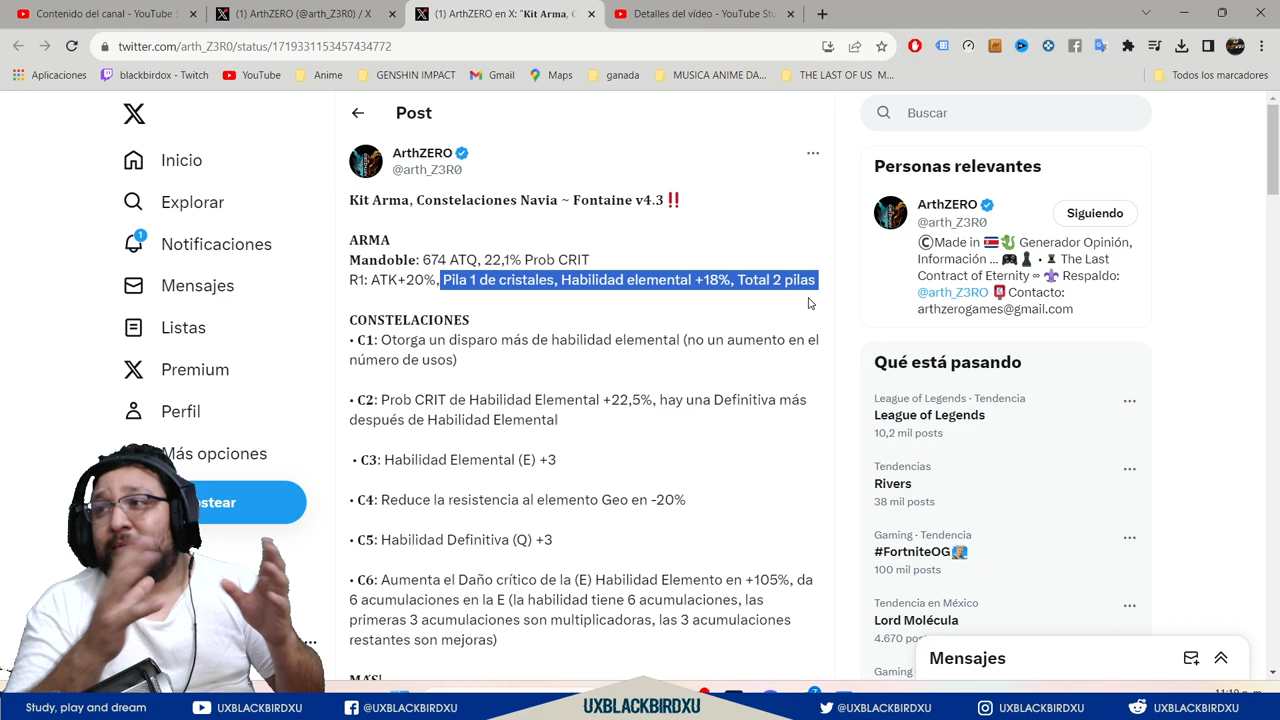 Contenido del canal - YouTube S
(1) ArthZERO (@arth_Z3R0) / X
(1) ArthZERO en X: "Kit Arma, C
Detalles del vídeo - YouTube Stu
twitter.com/arth_Z3R0/status/1719331153457434772
Aplicaciones
blackbirdox - Twitch
YouTube
Anime
GENSHIN IMPACT
Gmail
Maps
ganada
MUSICA ANIME DA...
THE LAST OF US M...
Todos los marcadores
Inicio
Explorar
1
Notificaciones
Mensajes
Listas
Premium
Perfil
Más opciones
ostear
Post
ArthZERO
@arth_Z3R0
Kit Arma, Constelaciones Navia ~ Fontaine v4.3‼️
ARMA
Mandoble: 674 ATQ, 22,1% Prob CRIT
R1: ATK+20%, Pila 1 de cristales, Habilidad elemental +18%, Total 2 pilas
CONSTELACIONES
• C1: Otorga un disparo más de habilidad elemental (no un aumento en el
número de usos)
• C2: Prob CRIT de Habilidad Elemental +22,5%, hay una Definitiva más
después de Habilidad Elemental
• C3: Habilidad Elemental (E) +3
• C4: Reduce la resistencia al elemento Geo en -20%
• C5: Habilidad Definitiva (Q) +3
• C6: Aumenta el Daño crítico de la (E) Habilidad Elemento en +105%, da
6 acumulaciones en la E (la habilidad tiene 6 acumulaciones, las
primeras 3 acumulaciones son multiplicadoras, las 3 acumulaciones
restantes son mejoras)
MÁS!
Buscar
Personas relevantes
ArthZERO
@arth_Z3R0
Siguiendo
©Made in 🇨🇷🐉 Generador Opinión,
Información ... 🎮♟️ • ♜ The Last
Contract of Eternity ∞ ⚜️ Respaldo:
@arth_ZER0 📮Contacto:
arthzerogames@gmail.com
Qué está pasando
League of Legends · Tendencia
League of Legends
10,2 mil posts
Tendencias
Rivers
38 mil posts
Gaming · Tendencia
#FortniteOG
100 mil posts
Tendencia en México
Lord Molécula
4.670 po
Gaming
Mensajes
Study, play and dream
UXBLACKBIRDXU
@UXBLACKBIRDXU
UXBLACKBIRDXU
@UXBLACKBIRDXU
UXBLACKBIRDXU
UXBLACKBIRDXU